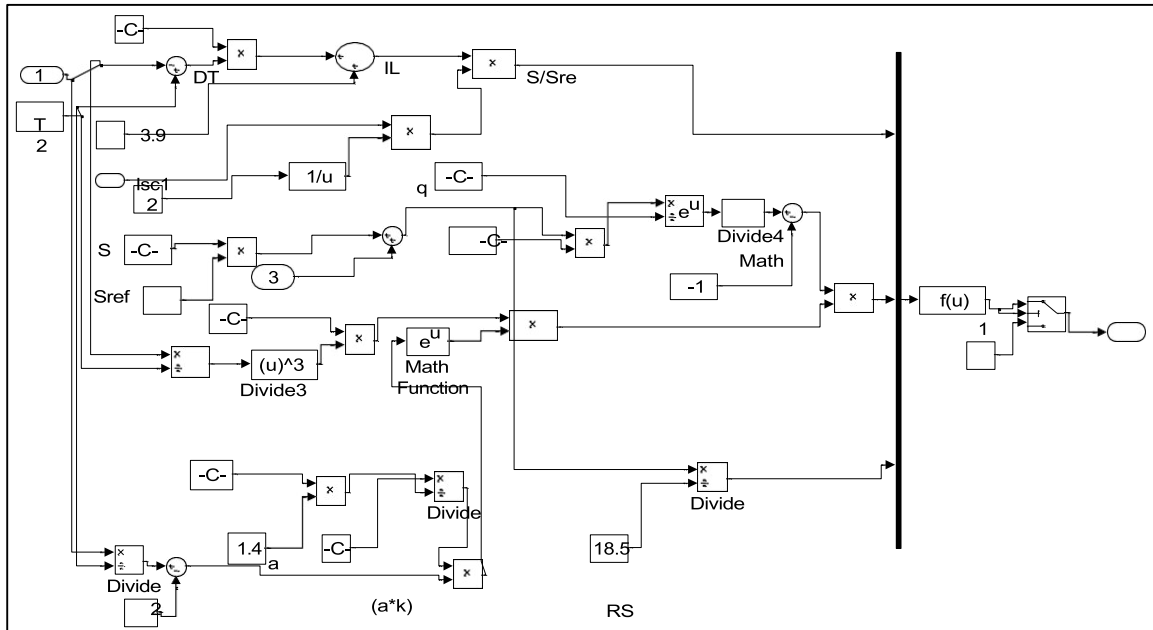 -C-
1
DT
IL
S/Sre
T
2
3.9
Isc1
2
1/u
q
-C-
e^u
Divide4
Math
S
-C-
-C-
3
-1
Sref
-C-
f(u)
1
(u)^3
Divide3
e^u
Math
Function
-C-
Divide
Divide
1.4
a
-C-
18.5
Divide
2
(a*k)
RS